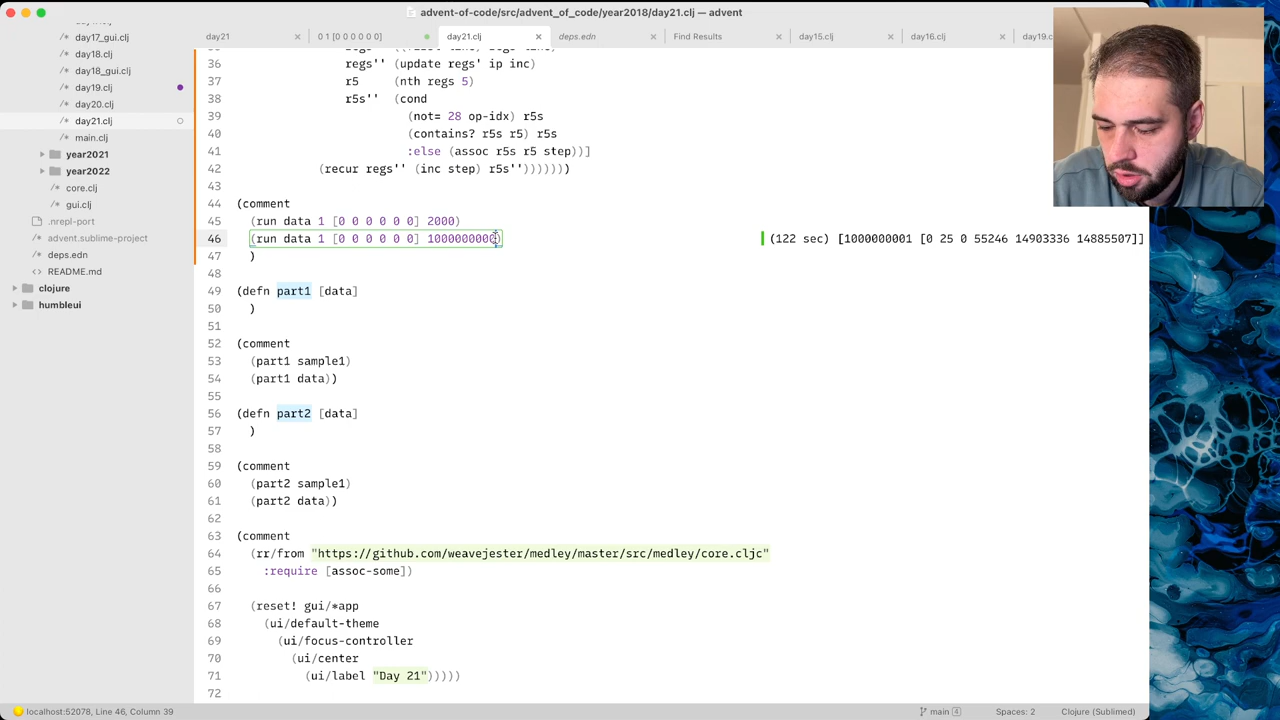 advent-of-code/src/advent_of_code/year2018/day21.clj — advent
day21 × 0 1 [0 0 0 0 0 0] day21.clj × deps.edn × Find Results × day15.clj × day16.clj × day19.c
/* day17_gui.clj
/* day18.clj
/* day18_gui.clj
/* day19.clj
/* day20.clj
/* day21.clj
/* main.clj
year2021
year2022
/* core.clj
/* gui.clj
.nrepl-port
advent.sublime-project
deps.edn
README.md
clojure
humbleui
36 regs'' (update regs' ip inc)
37 r5 (nth regs 5)
38 r5s'' (cond
39 (not= 28 op-idx) r5s
40 (contains? r5s r5) r5s
41 :else (assoc r5s r5 step))]
42 (recur regs'' (inc step) r5s''))))))
43
44 (comment
45 (run data 1 [0 0 0 0 0 0] 2000)
46 (run data 1 [0 0 0 0 0 0] 1000000000) (122 sec) [1000000001 [0 25 0 55246 14903336 14885507]]
47 )
48
49 (defn part1 [data]
50 )
51
52 (comment
53 (part1 sample1)
54 (part1 data))
55
56 (defn part2 [data]
57 )
58
59 (comment
60 (part2 sample1)
61 (part2 data))
62
63 (comment
64 (rr/from "https://github.com/weavejester/medley/master/src/medley/core.cljc"
65 :require [assoc-some])
66
67 (reset! gui/*app
68 (ui/default-theme
69 (ui/focus-controller
70 (ui/center
71 (ui/label "Day 21")))))
72
localhost:52078, Line 46, Column 39 main 4 Spaces: 2 Clojure (Sublimed)